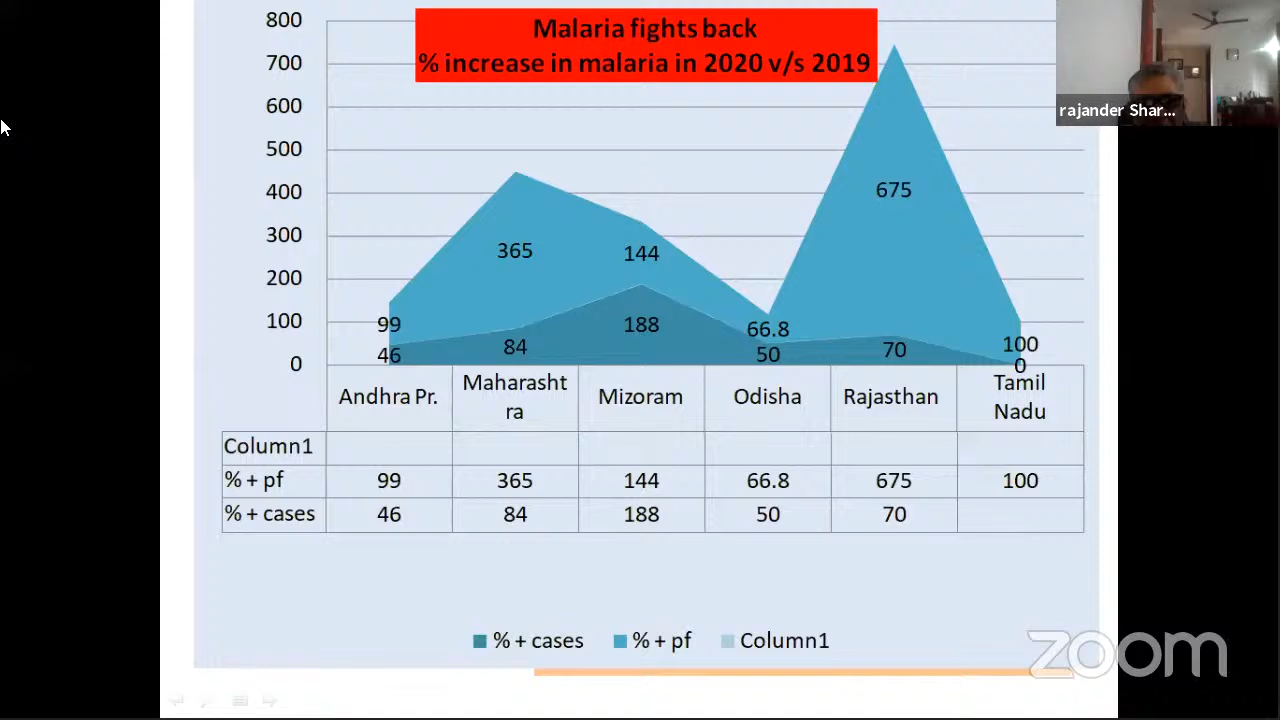 Malaria fights back
% increase in malaria in 2020 v/s 2019
rajander Shar...
800
700
600
500
400
300
200
100
0
365
144
675
99
46
84
188
66.8
50
70
100
0
Andhra Pr.
Maharasht
ra
Mizoram
Odisha
Rajasthan
Tamil
Nadu
Column1
% + pf 99 365 144 66.8 675 100
% + cases 46 84 188 50 70
% + cases % + pf Column1
zoom